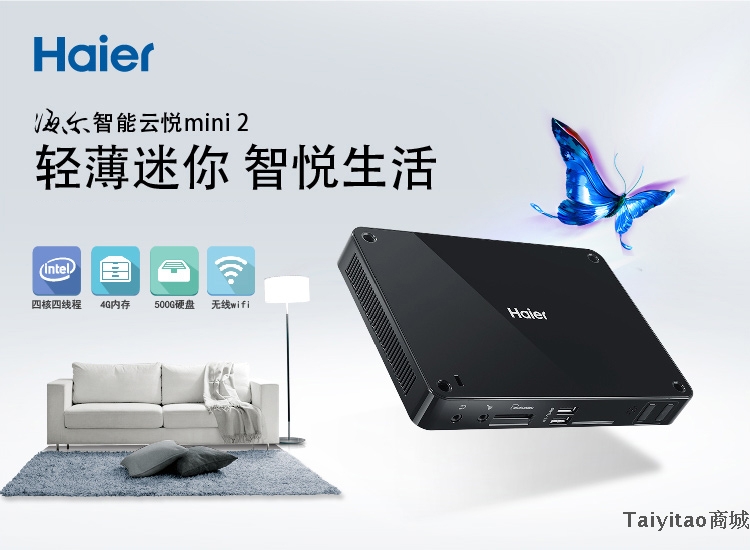 Haier
海尔智能云悦mini 2
轻薄迷你 智悦生活
intel
四核四线程
4G内存
500G硬盘
无线wifi
Haier
Taiyitao商城